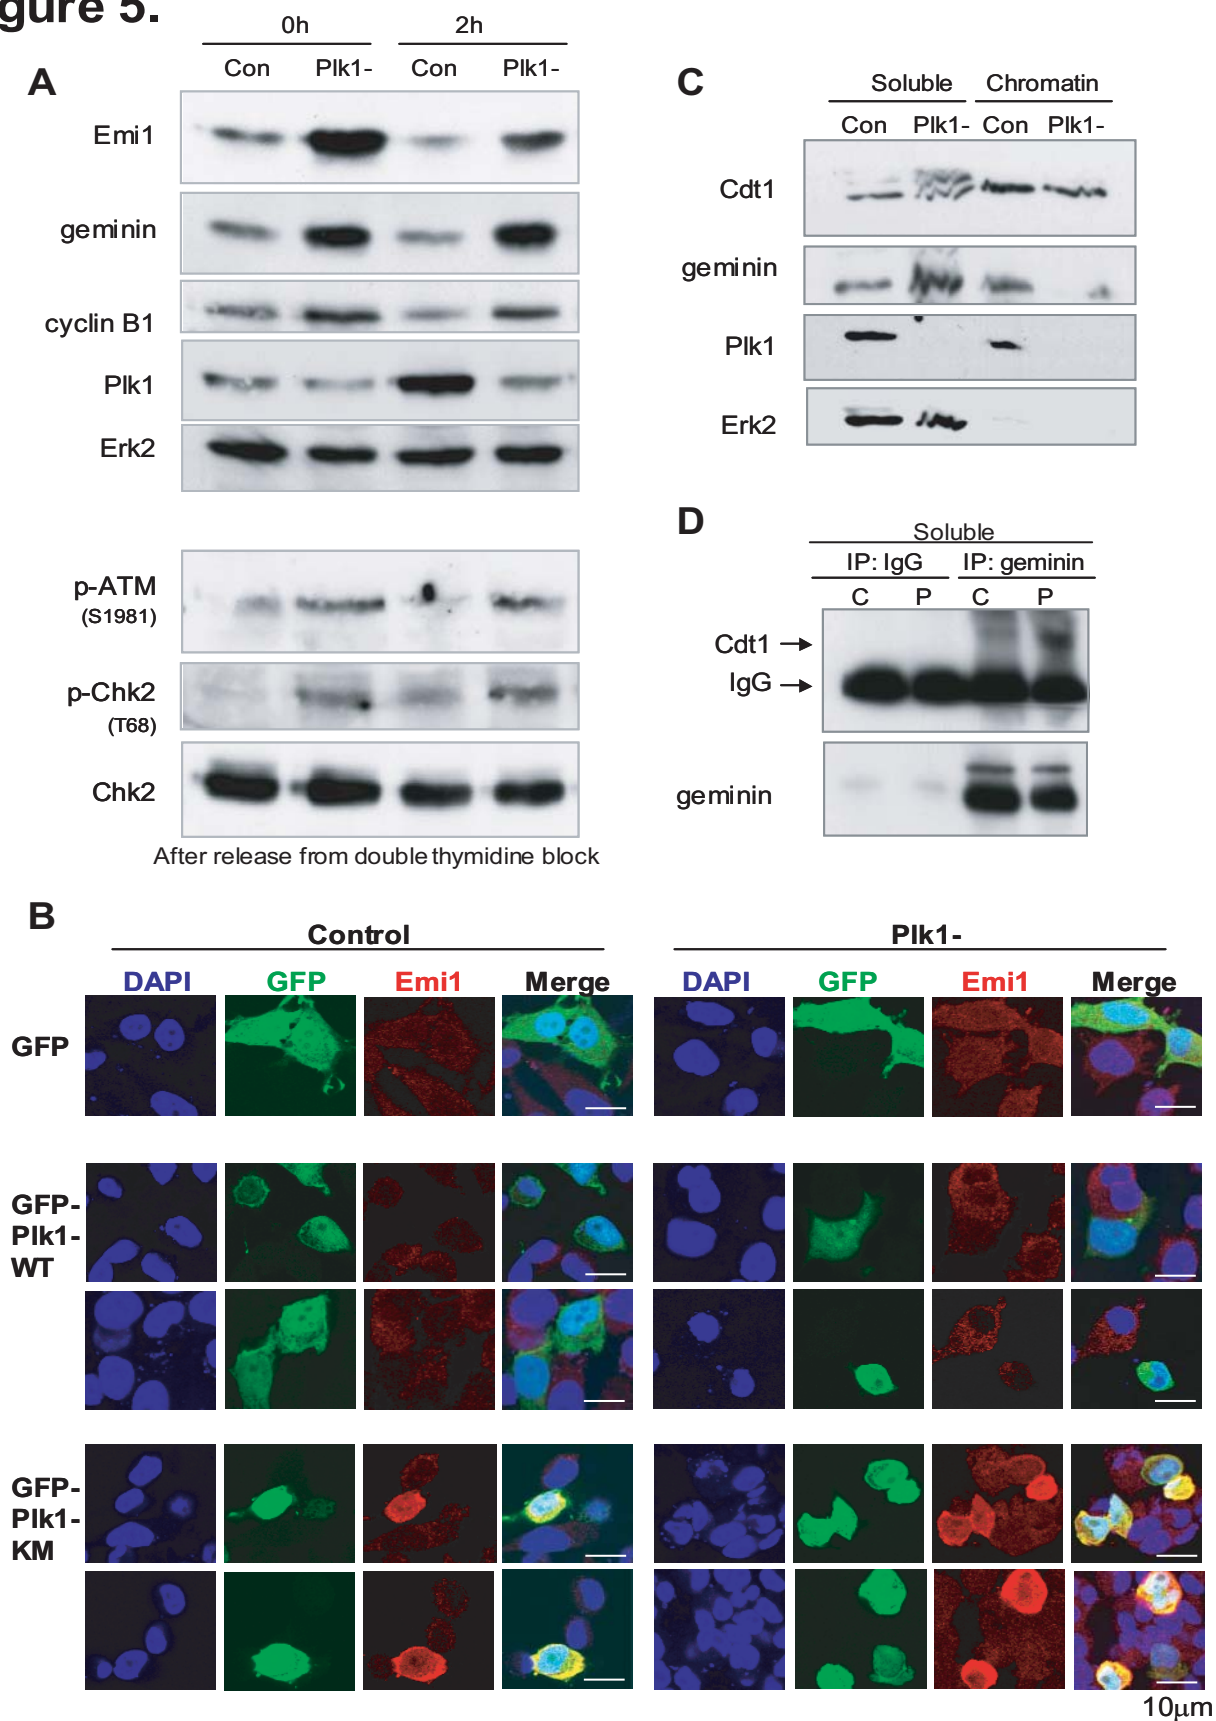 gure 5.
A
0h 2h
Con Plk1- Con Plk1-
Emi1
geminin
cyclin B1
Plk1
Erk2
p-ATM
(S1981)
p-Chk2
(T68)
Chk2
After release from double thymidine block
C
Soluble Chromatin
Con Plk1- Con Plk1-
Cdt1
geminin
Plk1
Erk2
D
Soluble
IP: IgG IP: geminin
C P C P
Cdt1
IgG
geminin
B
Control Plk1-
DAPI GFP Emi1 Merge DAPI GFP Emi1 Merge
GFP
GFP-
Plk1-
WT
GFP-
Plk1-
KM
10µm